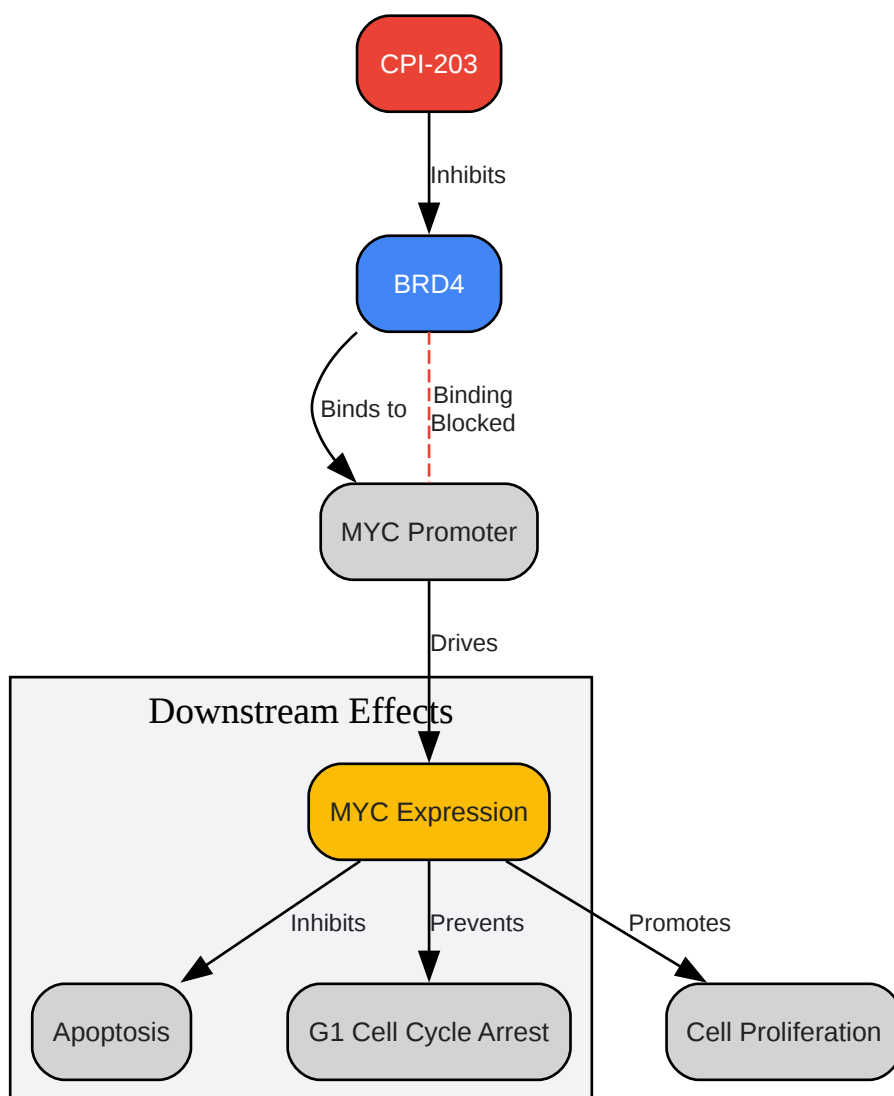 CPI-203
Inhibits
BRD4
Binds to
Binding
Blocked
MYC Promoter
Drives
Downstream Effects
MYC Expression
Inhibits
Prevents
Promotes
Apoptosis
G1 Cell Cycle Arrest
Cell Proliferation